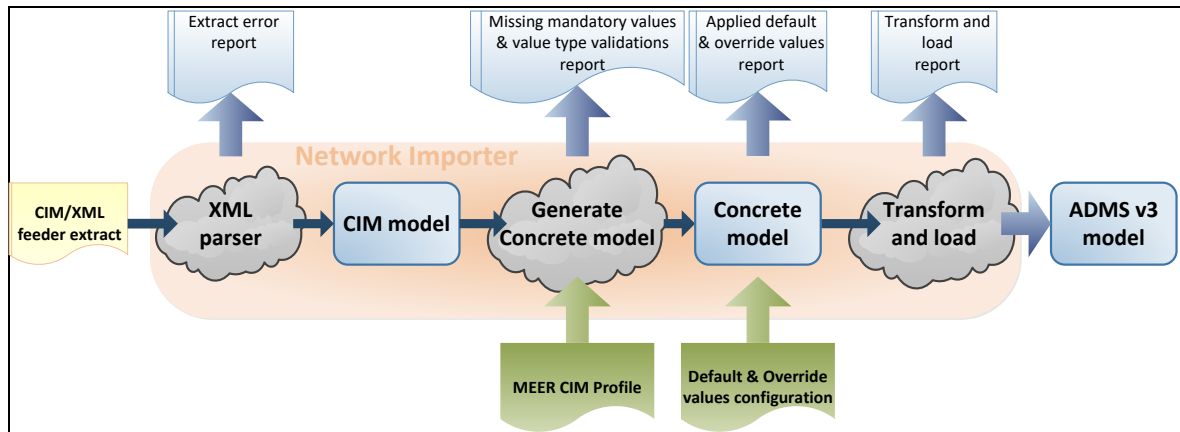 Extract error
report
Missing mandatory values
& value type validations
report
Applied default
& override values
report
Transform and
load
report
Network Importer
CIM/XML
feeder extract
XML
parser
CIM model
Generate
Concrete model
Concrete
model
Transform
and load
ADMS v3
model
MEER CIM Profile
Default & Override
values configuration